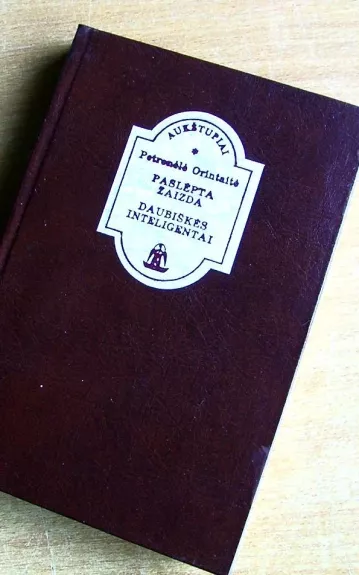 AUKŠTUPIAI
*
Petronėlė Orintaitė
PASLĖPTA
ŽAIZDA
DAUBIŠKĖS
INTELIGENTAI